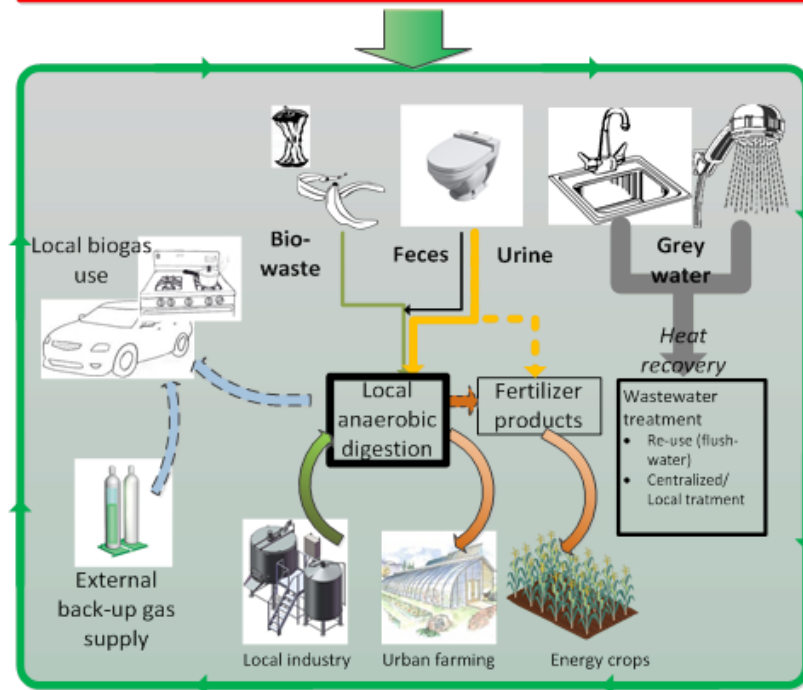 Bio-
waste
Feces
Urine
Grey
water
Local biogas
use
Heat
recovery
Local
anaerobic
digestion
Fertilizer
products
Wastewater
treatment
• Re-use (flush-
water)
• Centralized/
Local tratment
External
back-up gas
supply
Local industry
Urban farming
Energy crops